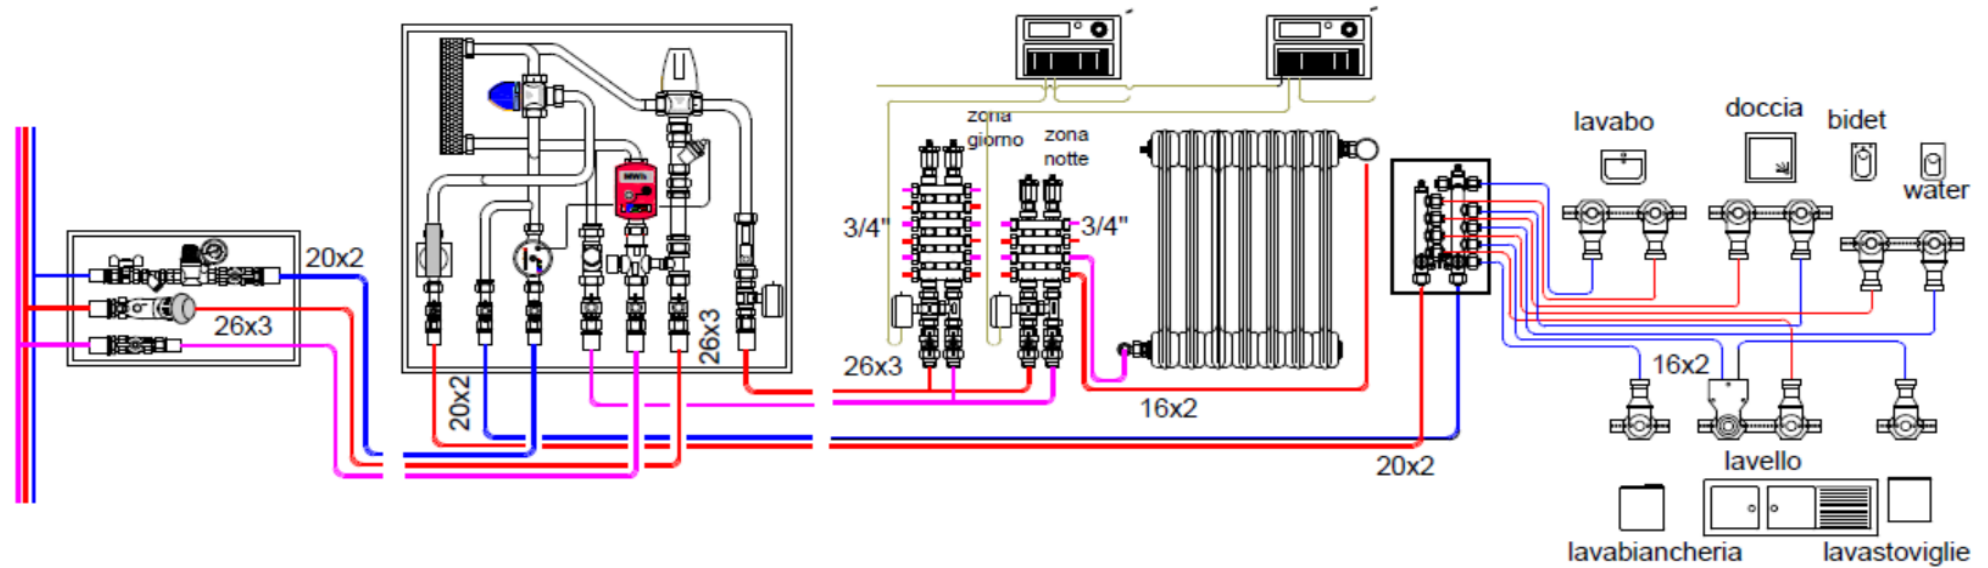 20x2
26x3
20x2
26x3
zona
giorno
zona
notte
3/4"
3/4"
26x3
16x2
20x2
lavabo
doccia
bidet
water
16x2
lavello
lavabiancheria
lavastoviglie